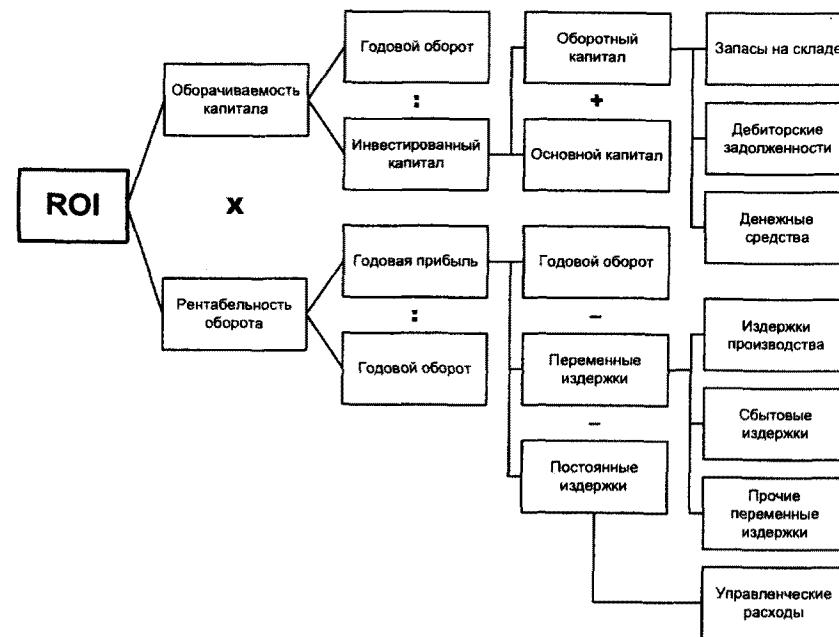 ROI
Оборачиваемость
капитала
x
Рентабельность
оборота
Годовой оборот
:
Инвестированный
капитал
Годовая прибыль
:
Годовой оборот
Оборотный
капитал
+
Основной капитал
Годовой оборот
–
Переменные
издержки
–
Постоянные
издержки
Запасы на складе
Дебиторские
задолженности
Денежные
средства
Издержки
производства
Сбытовые
издержки
Прочие
переменные
издержки
Управленческие
расходы